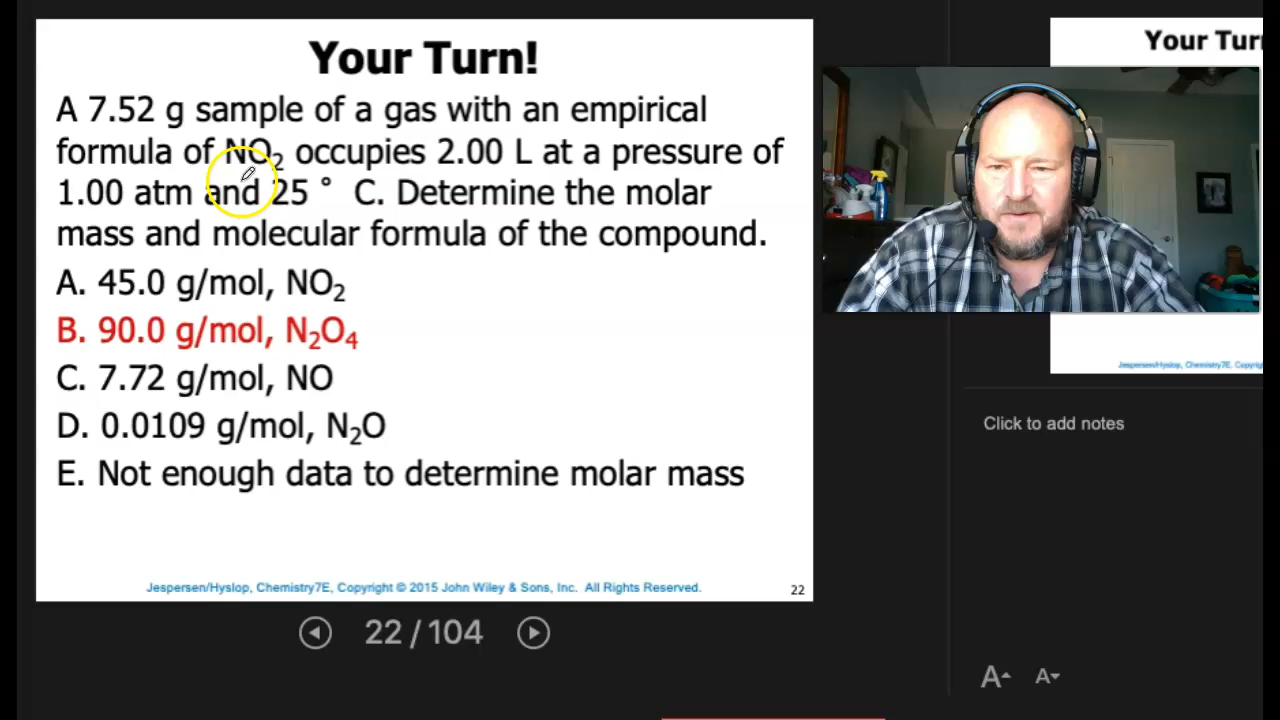 Your Turn!
A 7.52 g sample of a gas with an empirical
formula of NO₂ occupies 2.00 L at a pressure of
1.00 atm and 25 ° C. Determine the molar
mass and molecular formula of the compound.
A. 45.0 g/mol, NO₂
B. 90.0 g/mol, N₂O₄
C. 7.72 g/mol, NO
D. 0.0109 g/mol, N₂O
E. Not enough data to determine molar mass
Jespersen/Hyslop, Chemistry7E, Copyright © 2015 John Wiley & Sons, Inc. All Rights Reserved.
22
22 / 104
Your
Jespersen/Hyslop, Chemistry7E,
Click to add notes
A A